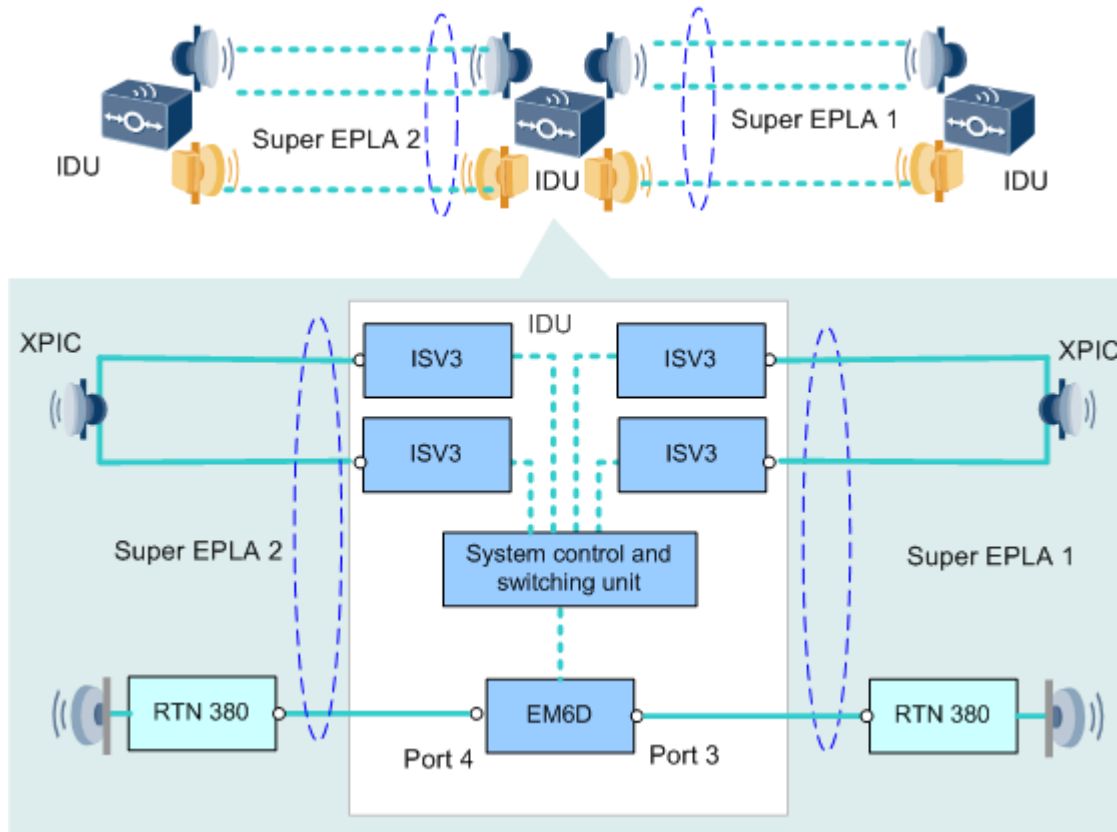 Super EPLA 2
Super EPLA 1
IDU
IDU
IDU
IDU
XPIC
ISV3
ISV3
XPIC
ISV3
ISV3
Super EPLA 2
System control and
switching unit
Super EPLA 1
RTN 380
EM6D
RTN 380
Port 4
Port 3